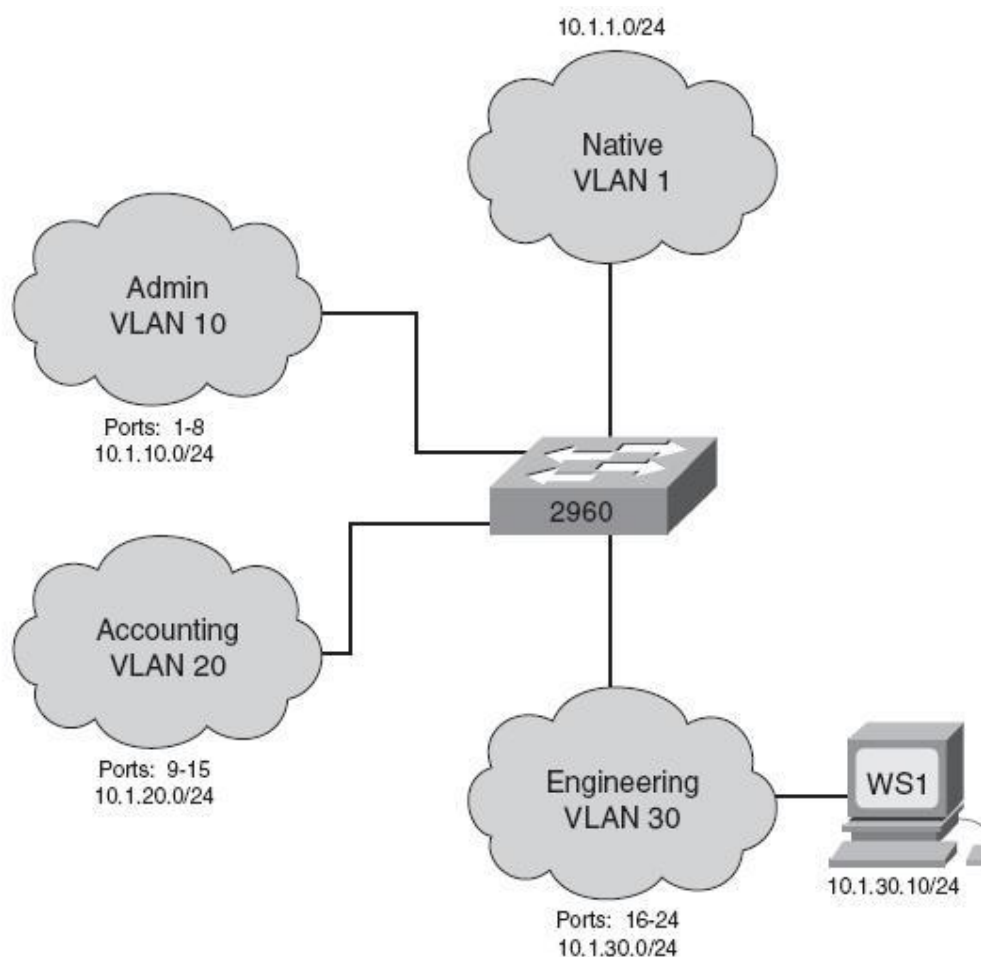 10.1.1.0/24
Native
VLAN 1
Admin
VLAN 10
Ports: 1-8
10.1.10.0/24
2960
Accounting
VLAN 20
Ports: 9-15
10.1.20.0/24
Engineering
VLAN 30
Ports: 16-24
10.1.30.0/24
WS1
10.1.30.10/24